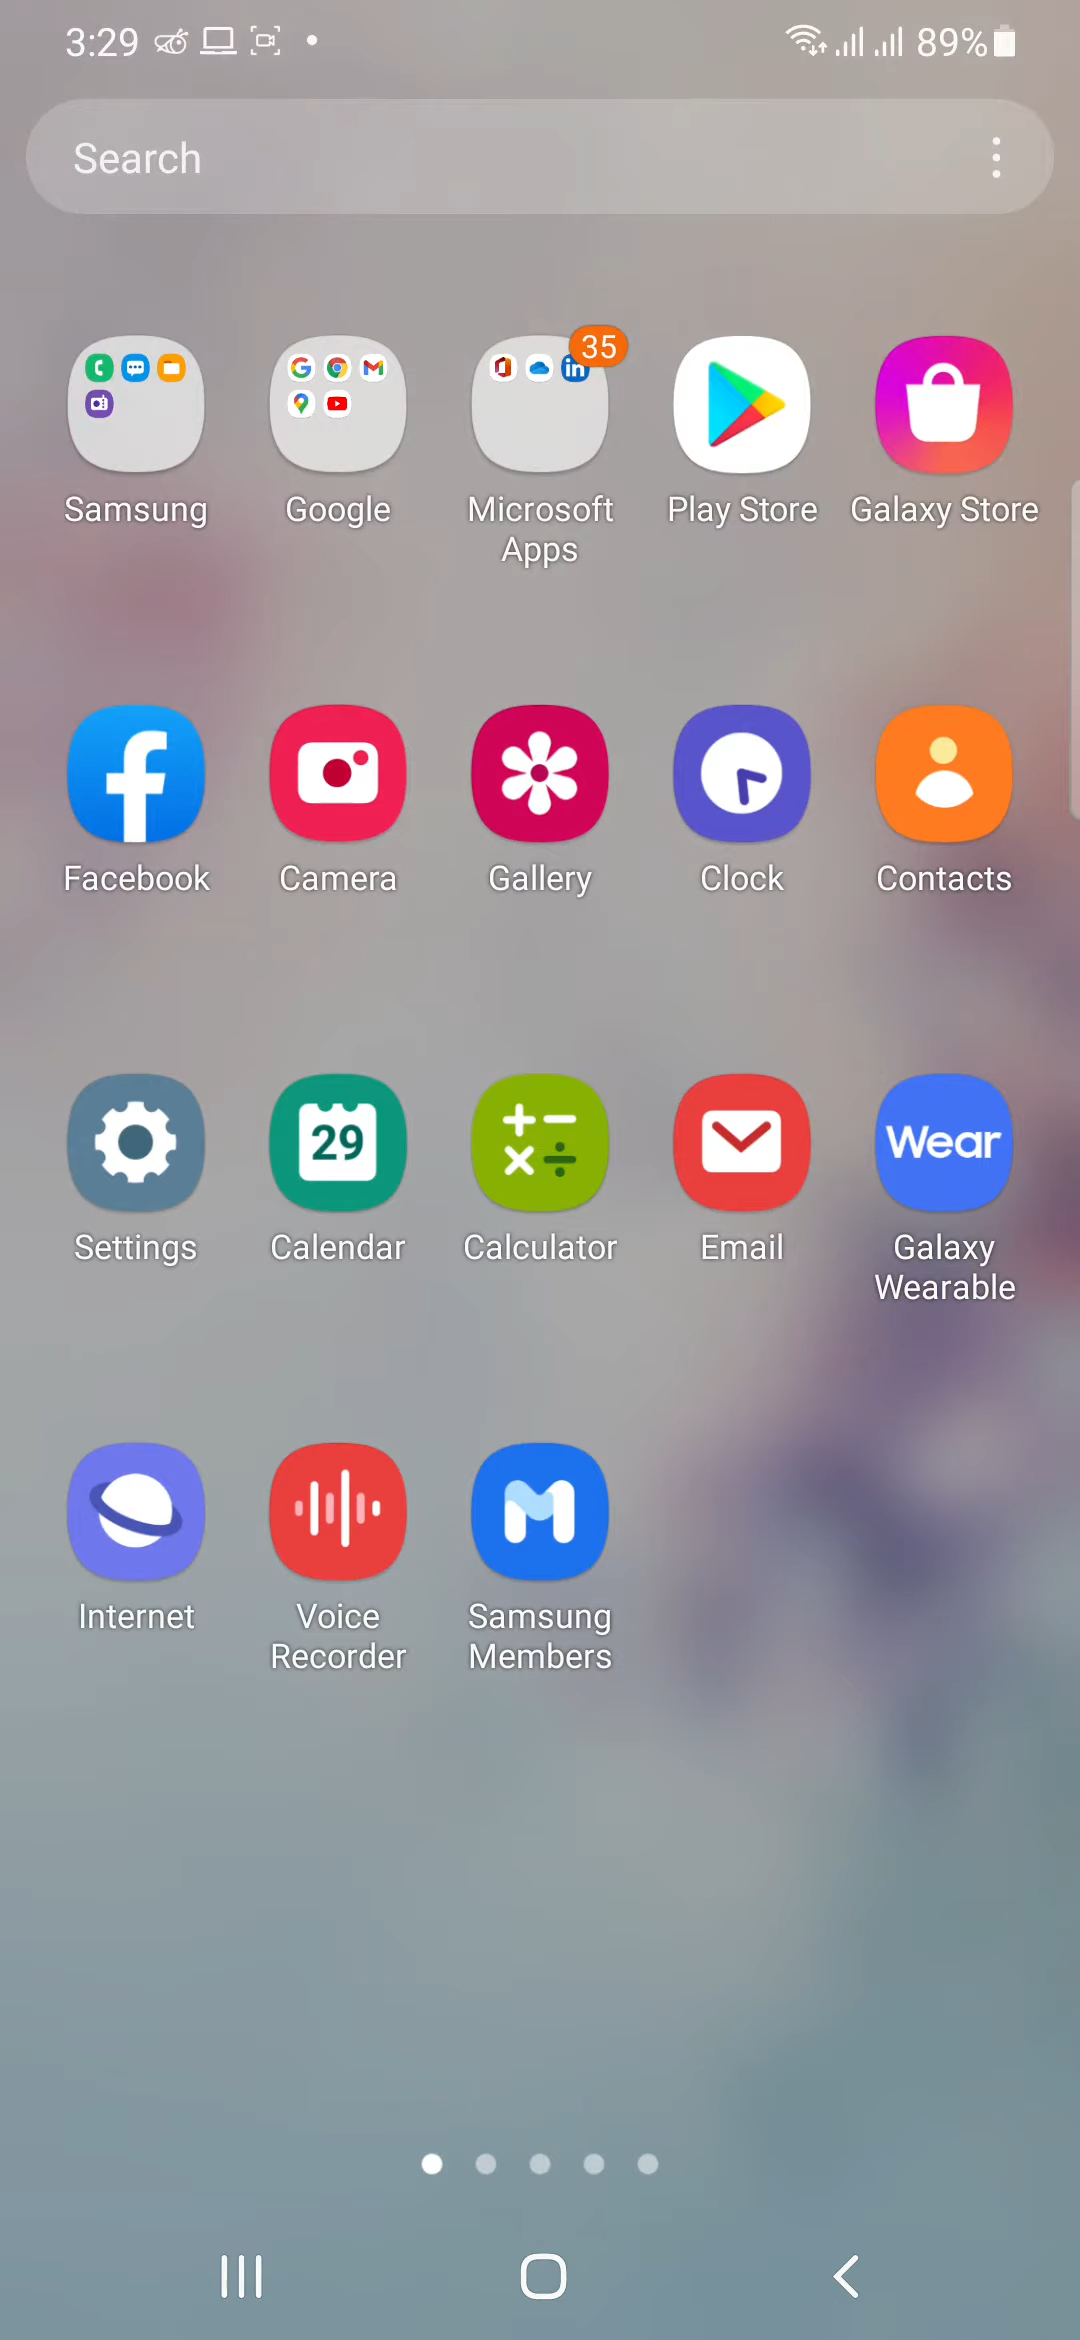 3:29 89%
Search
35
Samsung Google Microsoft Apps Play Store Galaxy Store
Facebook Camera Gallery Clock Contacts
29
Wear
Settings Calendar Calculator Email Galaxy Wearable
Internet Voice Recorder Samsung Members